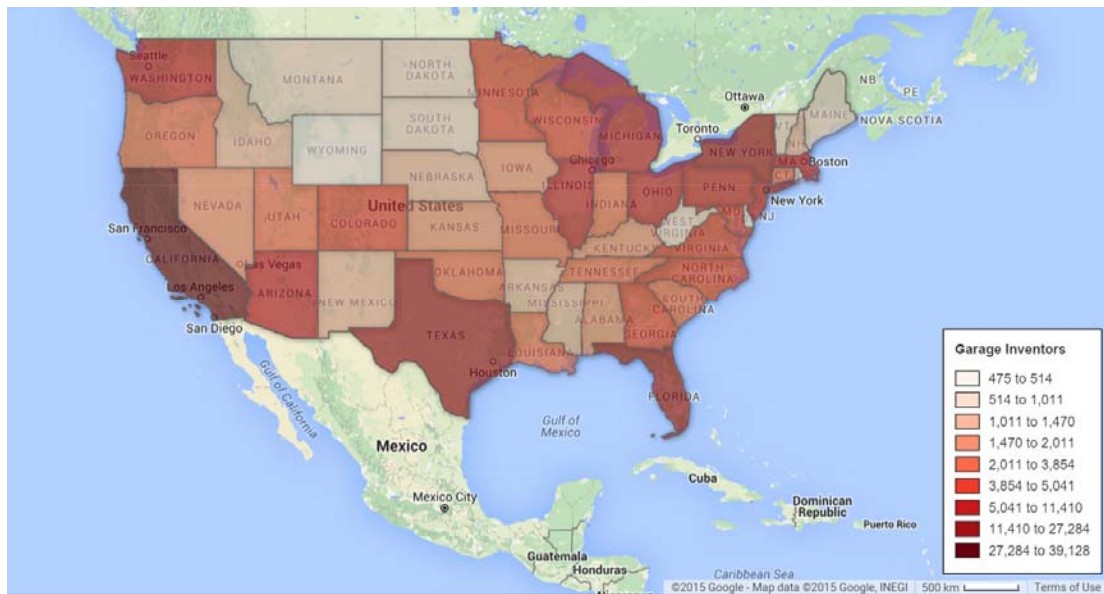 Seattle
WASHINGTON
MONTANA
NORTH
DAKOTA
MINNESOTA
OREGON
IDAHO
WYOMING
SOUTH
DAKOTA
WISCONSIN
MICHIGAN
Ottawa
Toronto
MAINE
NB
PE
NOVA SCOTIA
VT
NH
NEW YORK
MA
Boston
CT
New York
NJ
Chicago
IOWA
NEBRASKA
ILLINOIS
INDIANA
OHIO
PENN
MD
NEVADA
UTAH
COLORADO
United States
KANSAS
MISSOURI
KENTUCKY
WEST
VIRGINIA
VIRGINIA
San Francisco
CALIFORNIA
Las Vegas
Los Angeles
San Diego
ARIZONA
NEW MEXICO
OKLAHOMA
ARKANSAS
TENNESSEE
NORTH
CAROLINA
SOUTH
CAROLINA
MISSISSIPPI
ALABAMA
GEORGIA
TEXAS
LOUISIANA
Houston
FLORIDA
Gulf of California
Gulf of
Mexico
Mexico
Mexico City
Cuba
Dominican
Republic
Puerto Rico
Guatemala
Honduras
Caribbean Sea
Garage Inventors
475 to 514
514 to 1,011
1,011 to 1,470
1,470 to 2,011
2,011 to 3,854
3,854 to 5,041
5,041 to 11,410
11,410 to 27,284
27,284 to 39,128
©2015 Google - Map data ©2015 Google, INEGI
500 km
Terms of Use